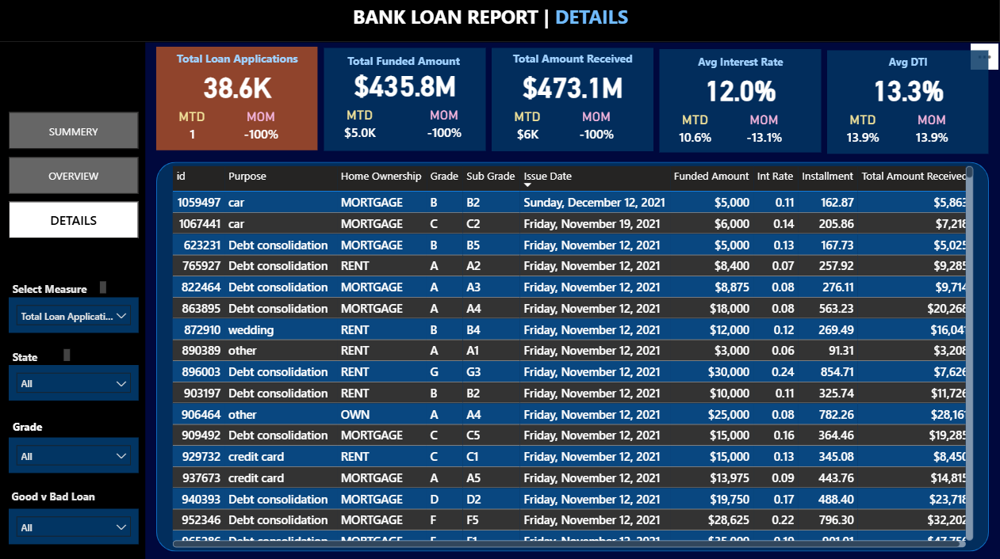 BANK LOAN REPORT | DETAILS
Total Loan Applications
38.6K
MTD MOM
1 -100%
Total Funded Amount
$435.8M
MTD MOM
$5.0K -100%
Total Amount Received
$473.1M
MTD MOM
$6K -100%
Avg Interest Rate
12.0%
MTD MOM
10.6% -13.1%
Avg DTI
13.3%
MTD MOM
13.9% 13.9%
SUMMERY
OVERVIEW
DETAILS
Select Measure
Total Loan Applicati...
State
All
Grade
All
Good v Bad Loan
All
id Purpose Home Ownership Grade Sub Grade Issue Date Funded Amount Int Rate Installment Total Amount Received
1059497 car MORTGAGE B B2 Sunday, December 12, 2021 $5,000 0.11 162.87 $5,863
1067441 car MORTGAGE C C2 Friday, November 19, 2021 $6,000 0.14 205.86 $7,218
623231 Debt consolidation MORTGAGE B B5 Friday, November 12, 2021 $5,000 0.13 167.73 $5,025
765927 Debt consolidation RENT A A2 Friday, November 12, 2021 $8,400 0.07 257.92 $9,285
822464 Debt consolidation MORTGAGE A A3 Friday, November 12, 2021 $8,875 0.08 276.11 $9,714
863895 Debt consolidation MORTGAGE A A4 Friday, November 12, 2021 $18,000 0.08 563.23 $20,268
872910 wedding RENT B B4 Friday, November 12, 2021 $12,000 0.12 269.49 $16,041
890389 other RENT A A1 Friday, November 12, 2021 $3,000 0.06 91.31 $3,208
896003 Debt consolidation RENT G G3 Friday, November 12, 2021 $30,000 0.24 854.71 $7,626
903197 Debt consolidation RENT B B2 Friday, November 12, 2021 $10,000 0.11 325.74 $11,726
906464 other OWN A A4 Friday, November 12, 2021 $25,000 0.08 782.26 $28,161
909492 Debt consolidation MORTGAGE C C5 Friday, November 12, 2021 $15,000 0.16 364.46 $19,285
929732 credit card RENT C C1 Friday, November 12, 2021 $15,000 0.13 345.08 $8,450
937673 credit card MORTGAGE A A5 Friday, November 12, 2021 $13,975 0.09 443.76 $14,815
940393 Debt consolidation MORTGAGE D D2 Friday, November 12, 2021 $19,750 0.17 488.40 $23,718
952346 Debt consolidation MORTGAGE F F5 Friday, November 12, 2021 $28,625 0.22 796.30 $32,202
Debt consolidation MORTGAGE Friday, November 12, 2021